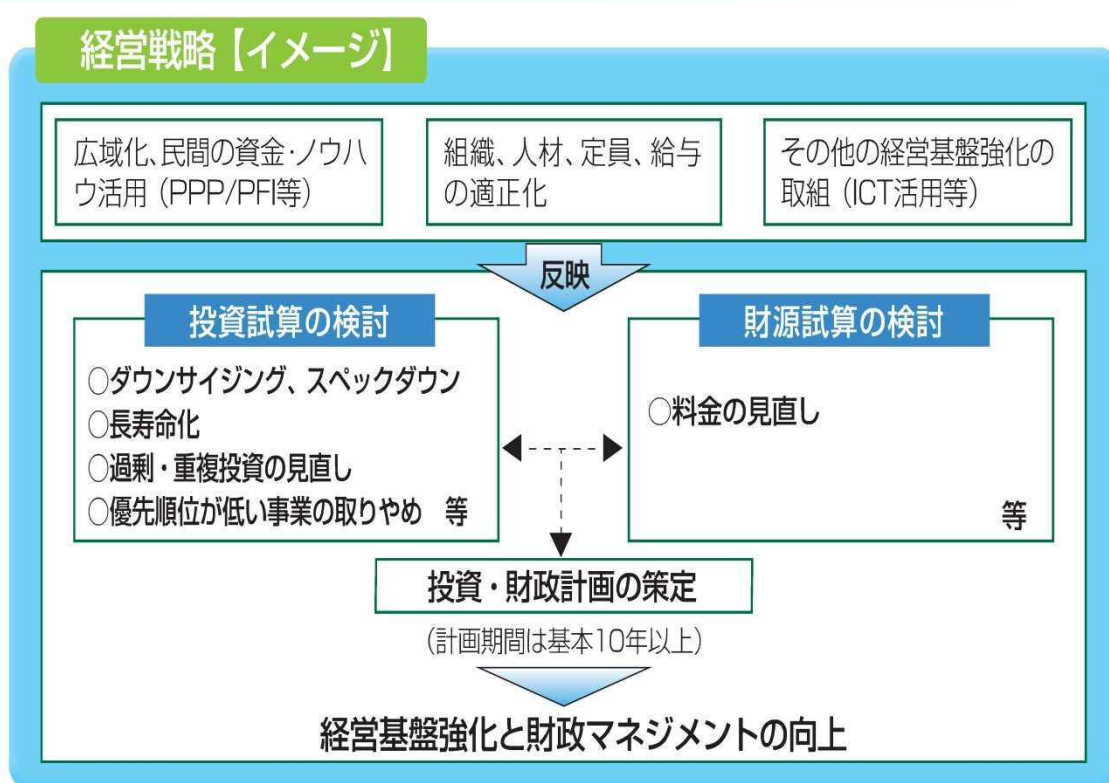 経営戦略【イメージ】
広域化、民間の資金・ノウハ
ウ活用（PPP/PFI等）
組織、人材、定員、給与
の適正化
その他の経営基盤強化の
取組（ICT活用等）
反映
投資試算の検討
○ダウンサイジング、スペックダウン
○長寿命化
○過剰・重複投資の見直し
○優先順位が低い事業の取りやめ　等
財源試算の検討
○料金の見直し
等
投資・財政計画の策定
（計画期間は基本10年以上）
経営基盤強化と財政マネジメントの向上